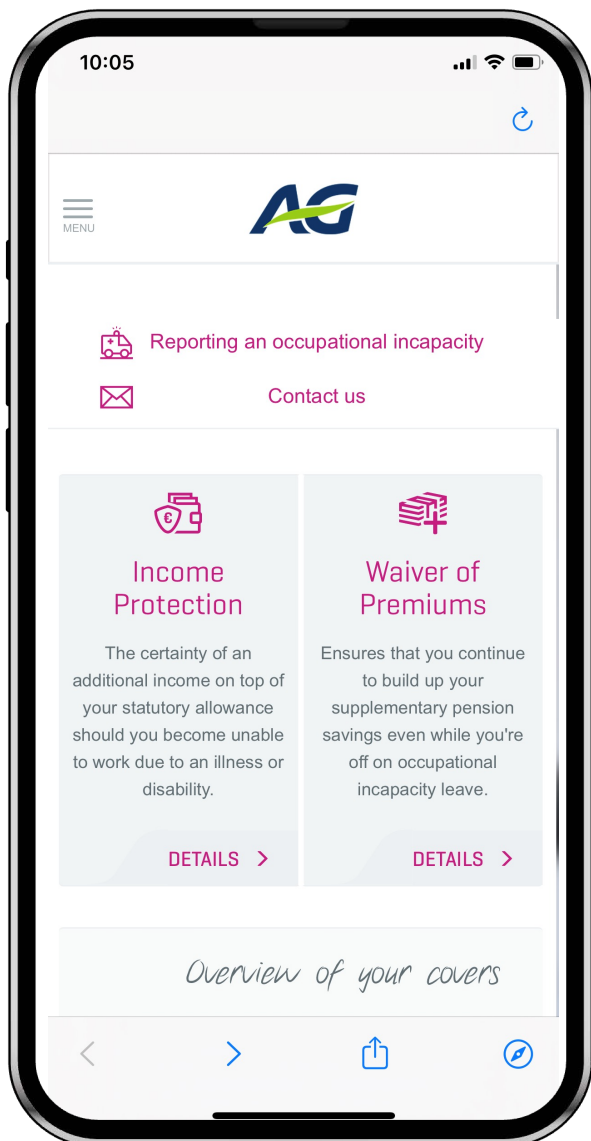 10:05
MENU
AG
Reporting an occupational incapacity
Contact us
€
Income
Protection
The certainty of an
additional income on top of
your statutory allowance
should you become unable
to work due to an illness or
disability.
DETAILS
Waiver of
Premiums
Ensures that you continue
to build up your
supplementary pension
savings even while you're
off on occupational
incapacity leave.
DETAILS
Overview of your covers